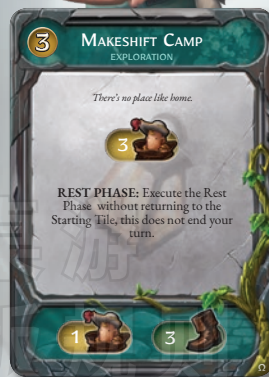 3
MAKESHIFT CAMP
EXPLORATION
There's no place like home.
3
REST PHASE: Execute the Rest
Phase without returning to the
Starting Tile, this does not end your
turn.
1 3
Ω